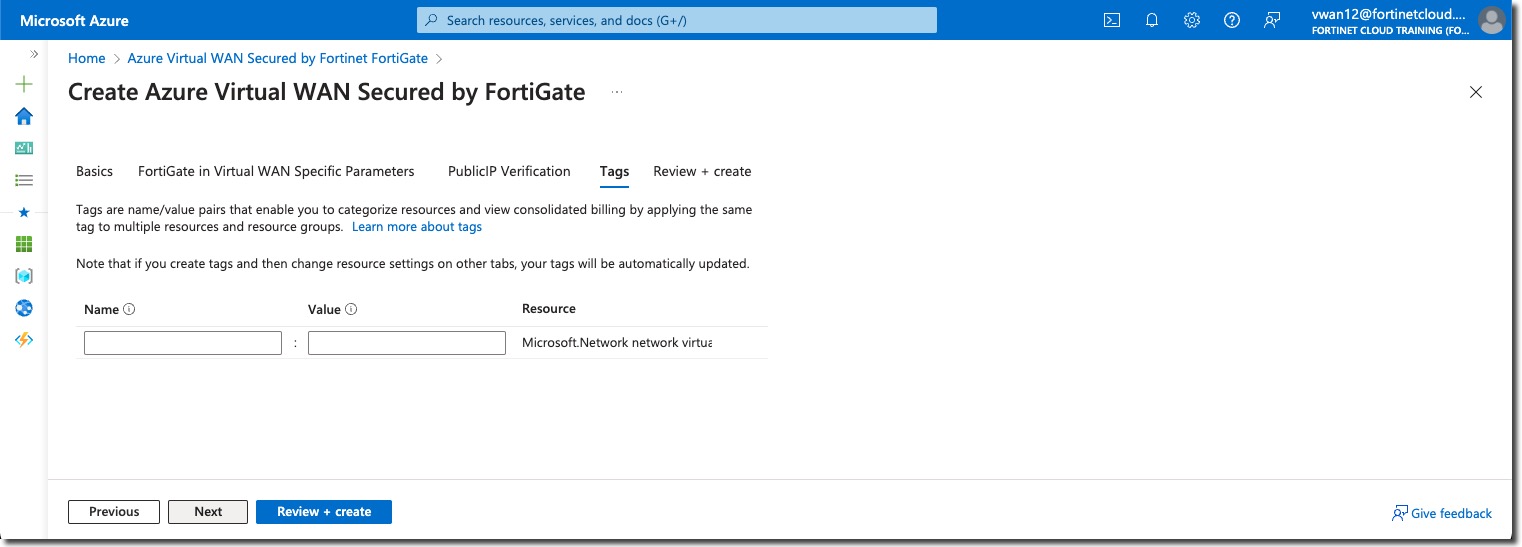 Microsoft Azure
Search resources, services, and docs (G+/)
vwan12@fortinetcloud....
FORTINET CLOUD TRAINING (FO...
Home > Azure Virtual WAN Secured by Fortinet FortiGate >
Create Azure Virtual WAN Secured by FortiGate ...
Basics FortiGate in Virtual WAN Specific Parameters PublicIP Verification Tags Review + create
Tags are name/value pairs that enable you to categorize resources and view consolidated billing by applying the same
tag to multiple resources and resource groups. Learn more about tags
Note that if you create tags and then change resource settings on other tabs, your tags will be automatically updated.
Name Value Resource
: Microsoft.Network network virtua
Previous Next Review + create
Give feedback